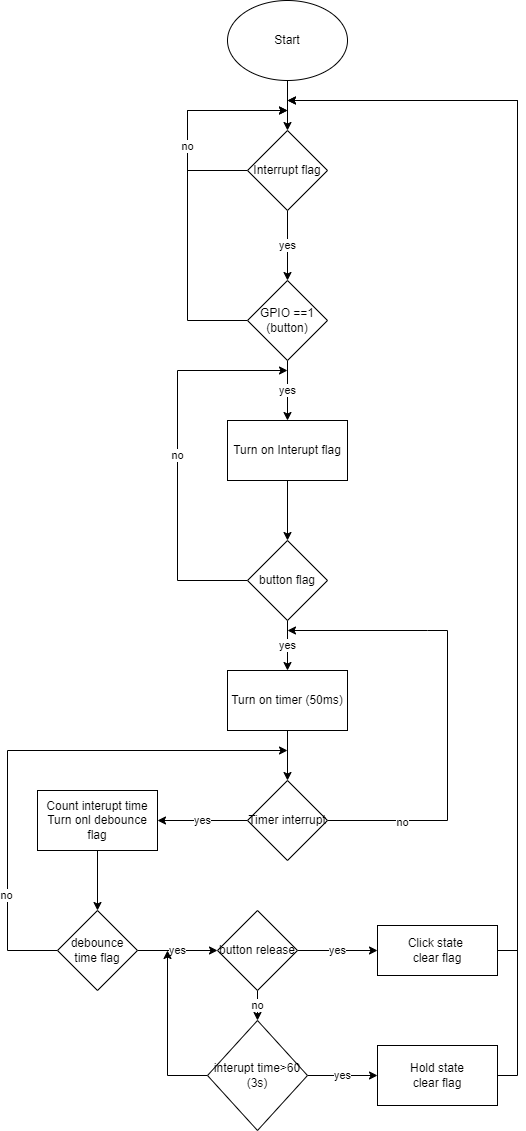 Start
no
Interrupt flag
yes
GPIO ==1
(button)
yes
Turn on Interupt flag
no
button flag
yes
Turn on timer (50ms)
Count interupt time
Turn onl debounce
flag
yes
Timer interrupt
no
no
debounce
time flag
yes
button release
yes
Click state
clear flag
no
interupt time>60
(3s)
yes
Hold state
clear flag